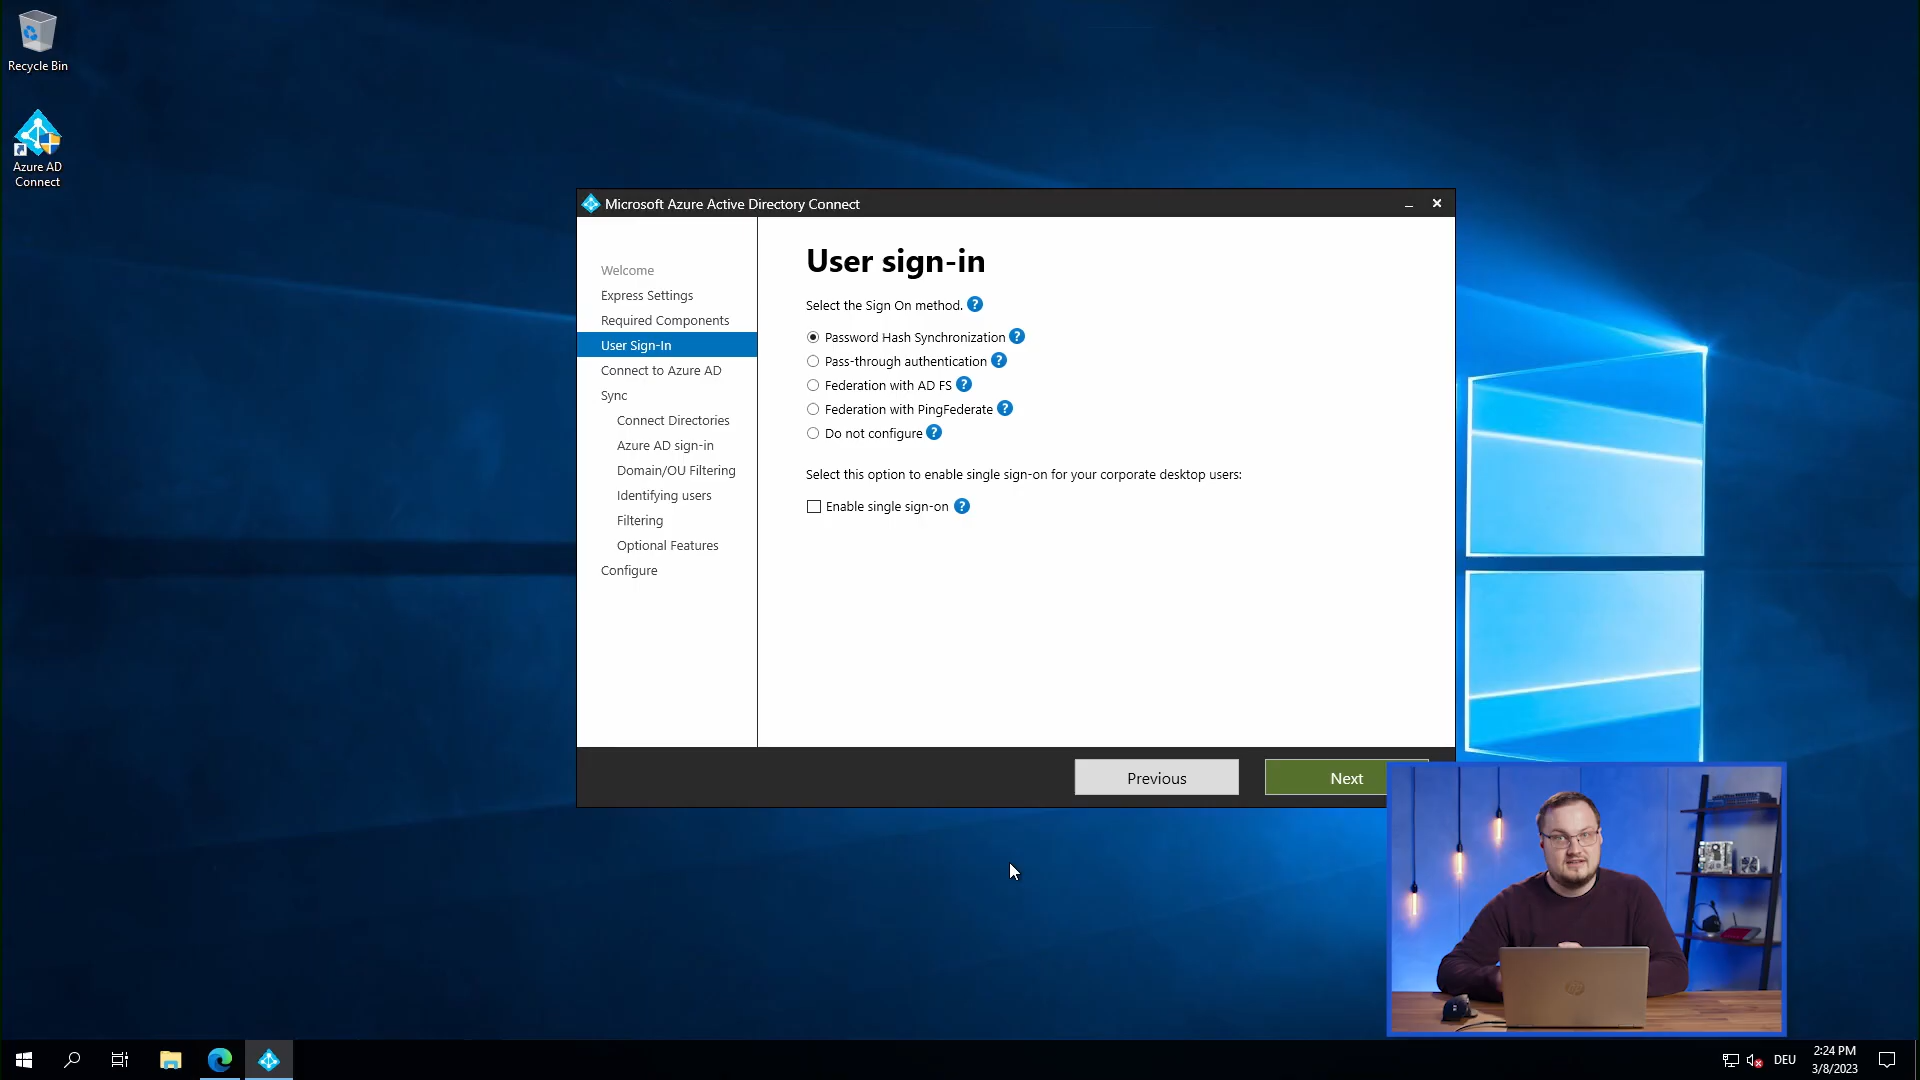 Recycle Bin
Azure AD
Connect
Microsoft Azure Active Directory Connect
Welcome
Express Settings
Required Components
User Sign-In
Connect to Azure AD
Sync
Connect Directories
Azure AD sign-in
Domain/OU Filtering
Identifying users
Filtering
Optional Features
Configure
User sign-in
Select the Sign On method. ?
Password Hash Synchronization ?
Pass-through authentication ?
Federation with AD FS ?
Federation with PingFederate ?
Do not configure ?
Select this option to enable single sign-on for your corporate desktop users:
Enable single sign-on ?
Previous
Next
DEU
2:24 PM
3/8/2023